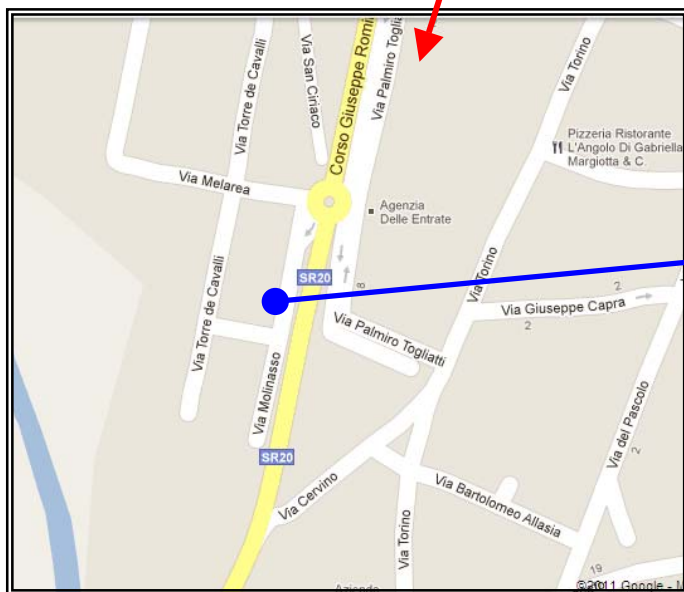 Via San Ciriaco
Corso Giuseppe Romi
Via Palmiro Toglia
Via Torino
Via Torre de Cavalli
Pizzeria Ristorante
L'Angolo Di Gabriella
Margiotta & C.
Via Melarea
Agenzia
Delle Entrate
Via Torino
SR20
8
2
Via Giuseppe Capra
2
Via Torre de Cavalli
Via Palmiro Togliatti
Via Molinasso
Via del Pascolo
2
SR20
Via Cervino
Via Bartolomeo Allasia
Via Torino
19
Azienda
©2011 Google - M